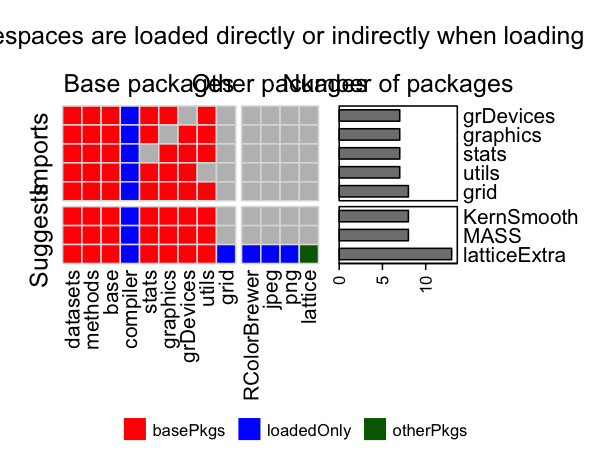 espaces are loaded directly or indirectly when loading
Base packages
Other packages
Number of packages
Imports
Suggests
grDevices
graphics
stats
utils
grid
KernSmooth
MASS
latticeExtra
0
5
10
datasets
methods
base
compiler
stats
graphics
grDevices
utils
grid
RColorBrewer
jpeg
png
lattice
basePkgs
loadedOnly
otherPkgs